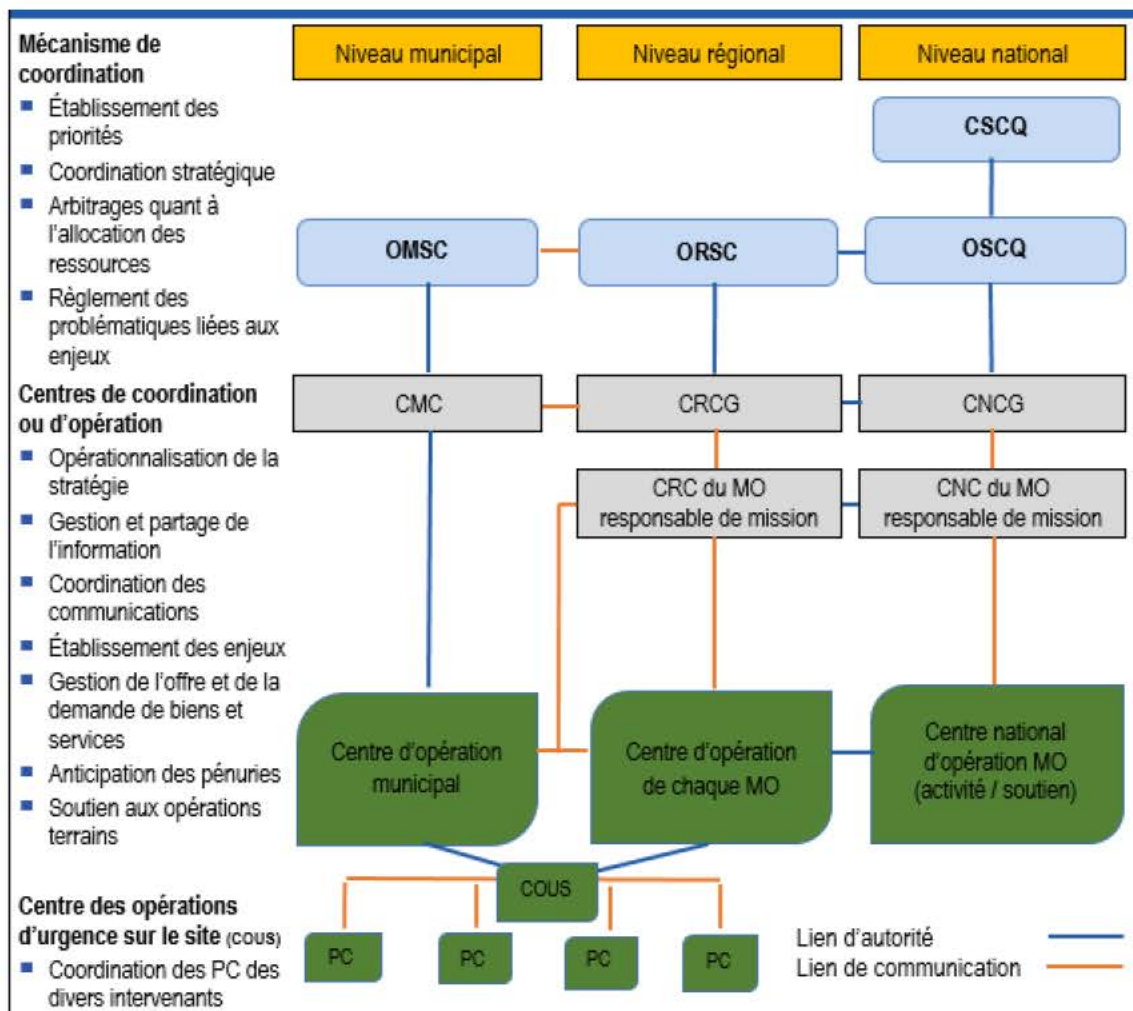 Mécanisme de
coordination
▪ Établissement des
priorités
▪ Coordination stratégique
▪ Arbitrages quant à
l'allocation des
ressources
▪ Règlement des
problématiques liées aux
enjeux
Centres de coordination
ou d'opération
▪ Opérationnalisation de la
stratégie
▪ Gestion et partage de
l'information
▪ Coordination des
communications
▪ Établissement des enjeux
▪ Gestion de l'offre et de la
demande de biens et
services
▪ Anticipation des pénuries
▪ Soutien aux opérations
terrains
Centre des opérations
d'urgence sur le site (COUS)
▪ Coordination des PC des
divers intervenants
Niveau municipal
Niveau régional
Niveau national
CSCQ
OMSC
ORSC
OSCQ
CMC
CRCG
CNCG
CRC du MO
responsable de mission
CNC du MO
responsable de mission
Centre d'opération
municipal
Centre d'opération
de chaque MO
Centre national
d'opération MO
(activité / soutien)
COUS
PC
PC
PC
PC
Lien d'autorité
Lien de communication